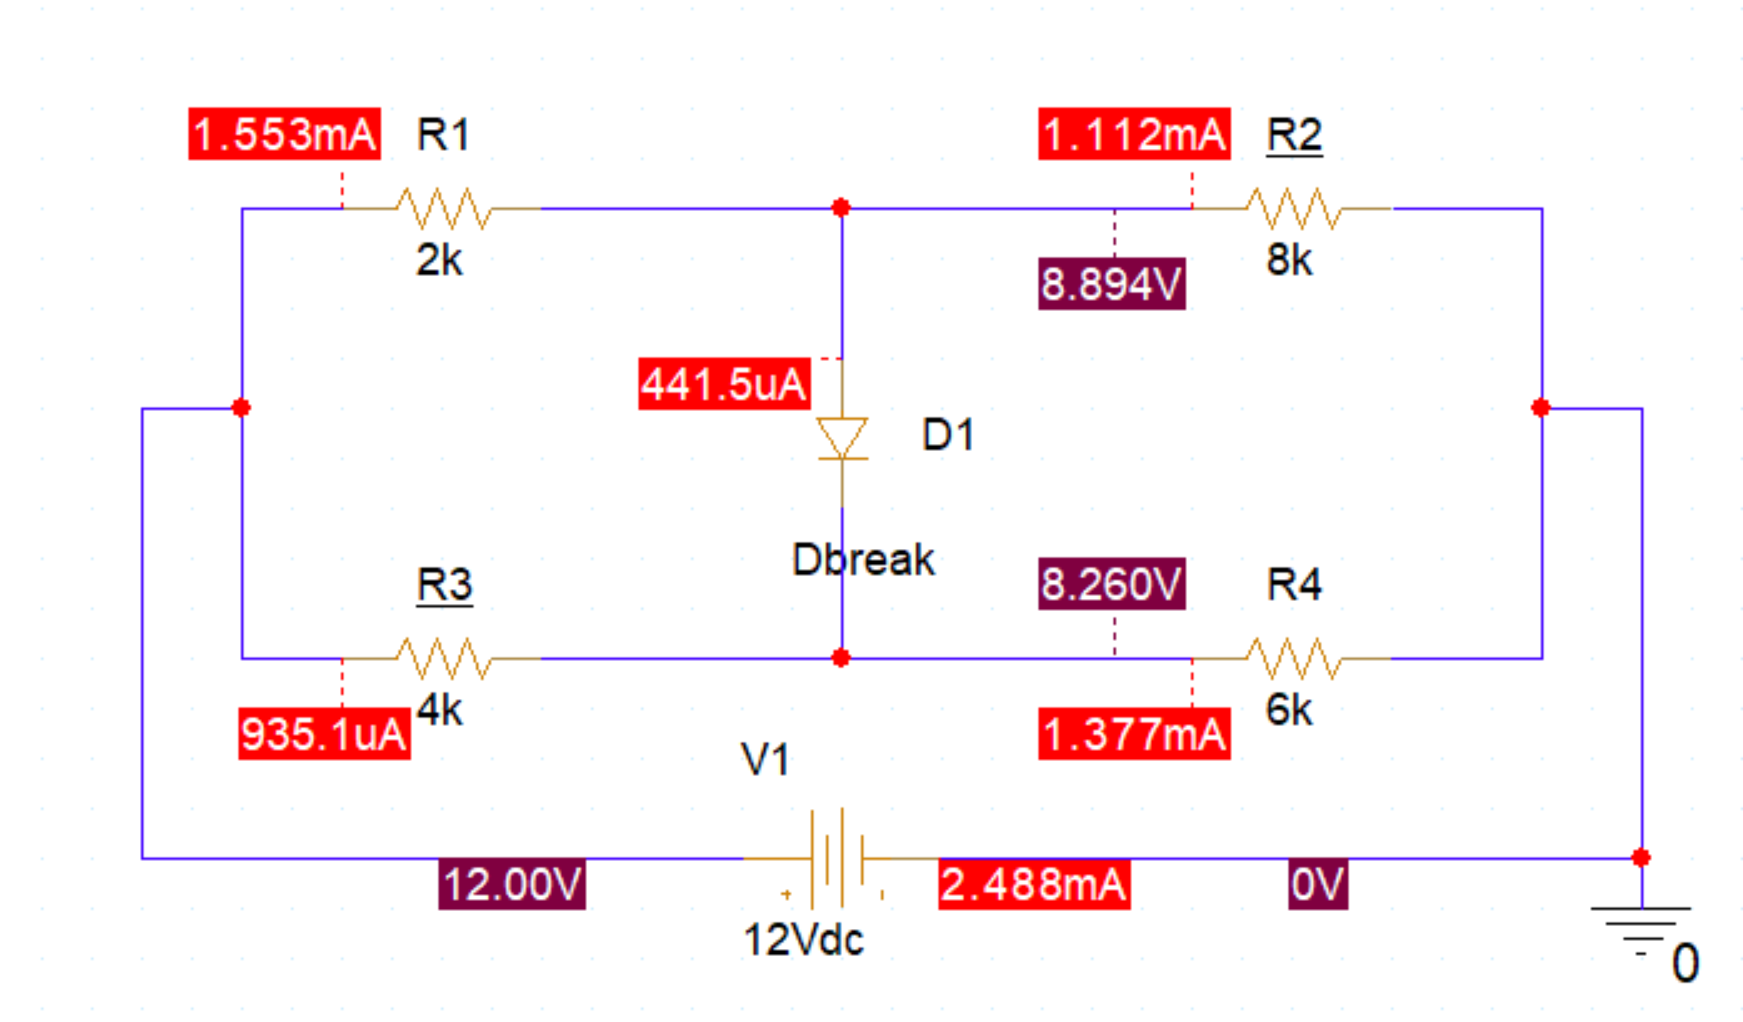 1.553mA R1
1.112mA R2
2k
8k
8.894V
441.5uA
D1
Dbreak
8.260V
R3
R4
4k
6k
935.1uA
1.377mA
V1
12.00V
+
-
2.488mA
0V
12Vdc
0